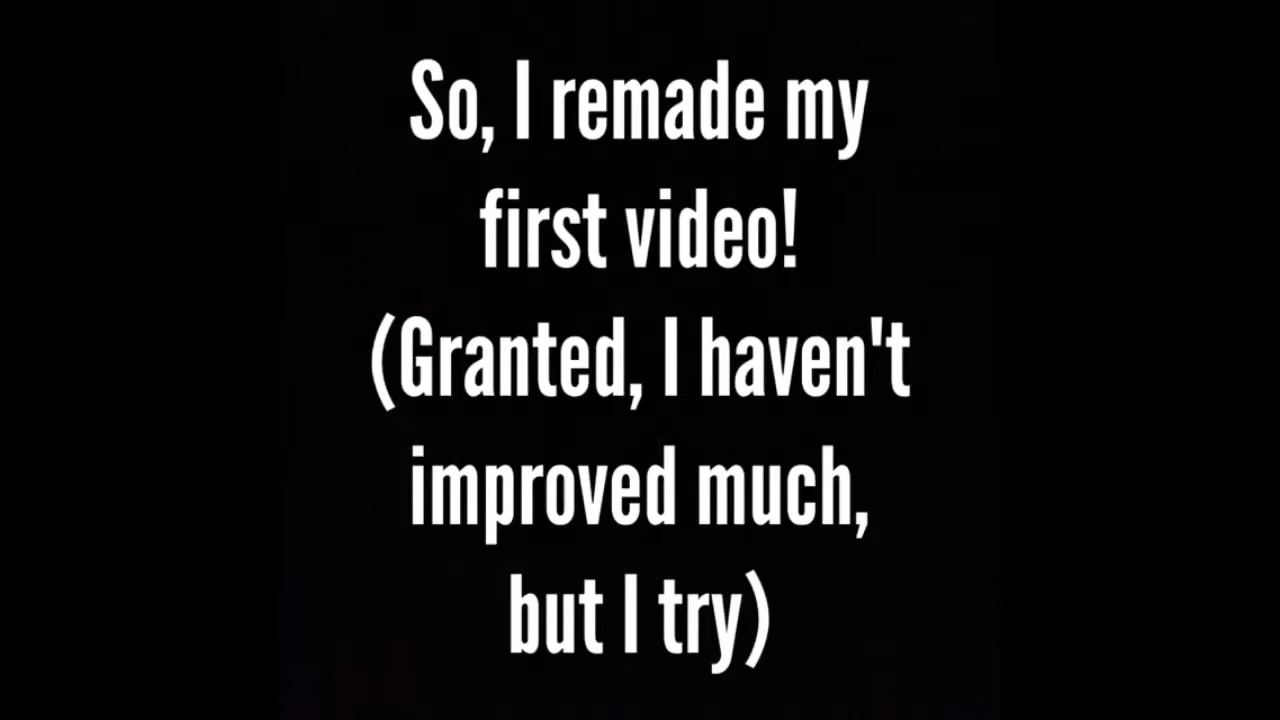 So, I remade my
first video!
(Granted, I haven't
improved much,
but I try)